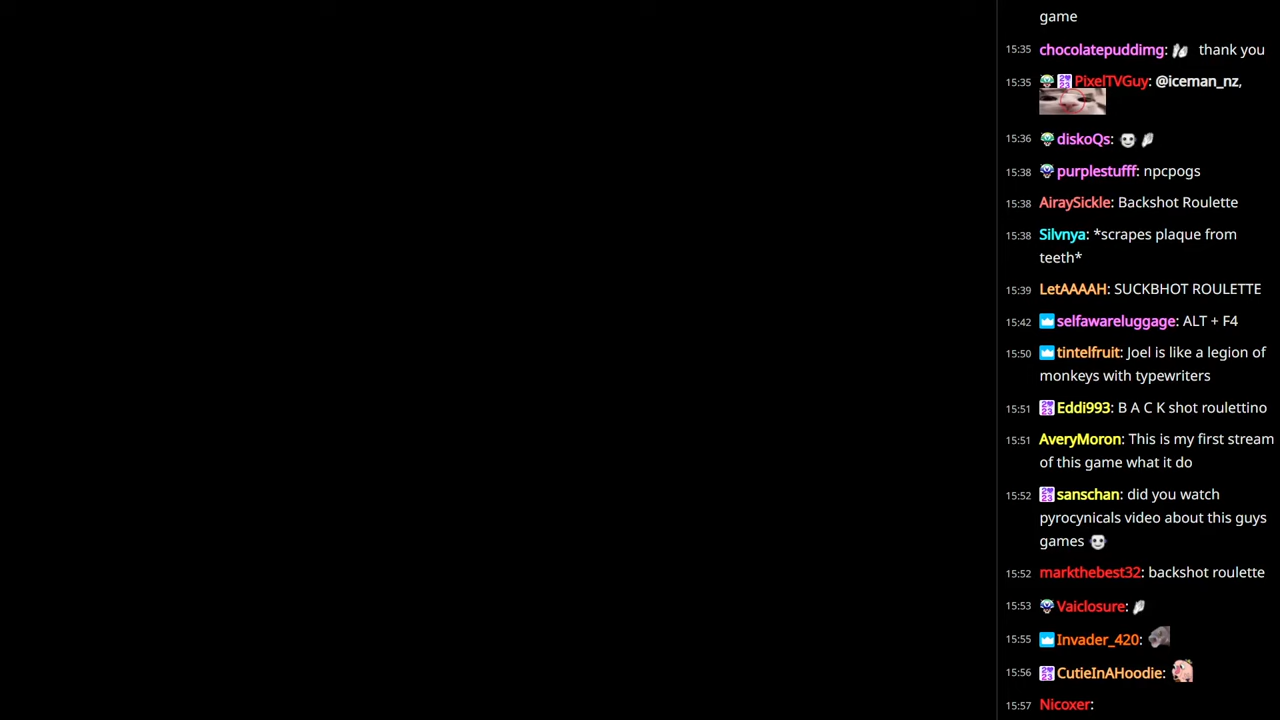 game
15:35 chocolatepuddimg: thank you
15:35 PixelTVGuy: @iceman_nz,
15:36 diskoQs:
15:38 purplestufff: npcpogs
15:38 AiraySickle: Backshot Roulette
15:38 Silvnya: *scrapes plaque from
teeth*
15:39 LetAAAAH: SUCKBHOT ROULETTE
15:42 selfawareluggage: ALT + F4
15:50 tintelfruit: Joel is like a legion of
monkeys with typewriters
15:51 Eddi993: B A C K shot roulettino
15:51 AveryMoron: This is my first stream
of this game what it do
15:52 sanschan: did you watch
pyrocynicals video about this guys
games
15:52 markthebest32: backshot roulette
15:53 Vaiclosure:
15:55 Invader_420:
15:56 CutieInAHoodie:
15:57 Nicoxer: